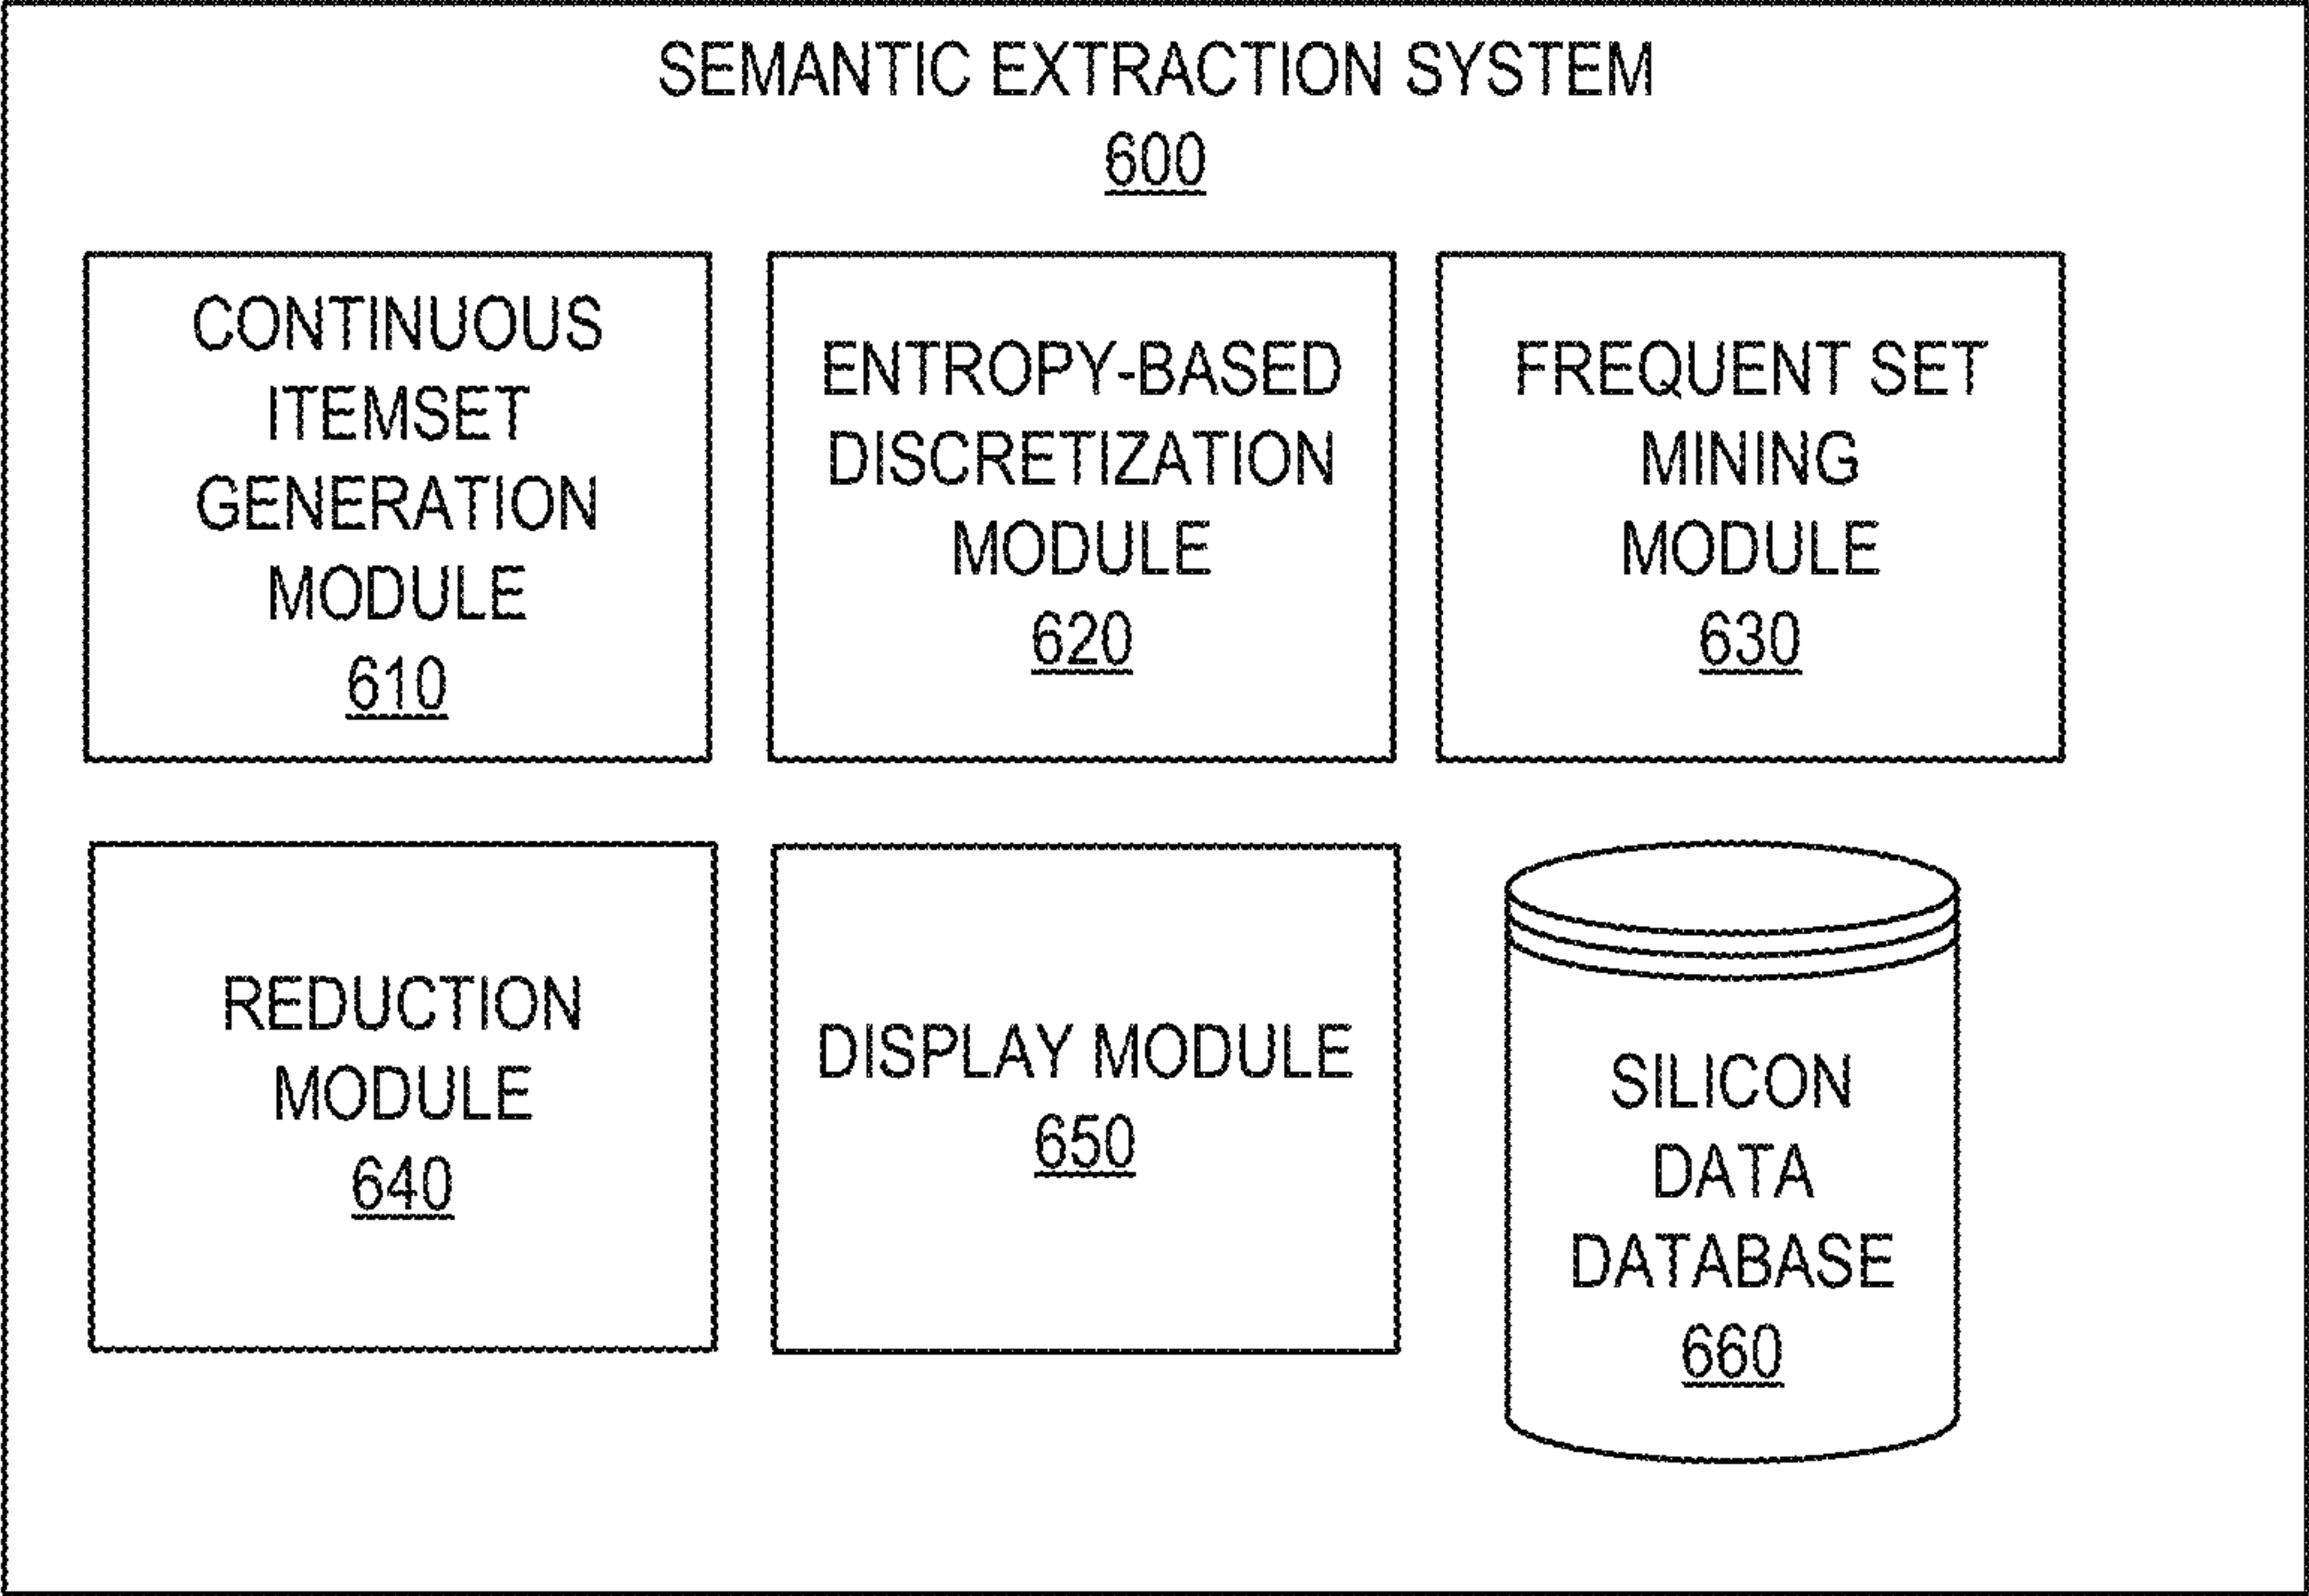 SEMANTIC EXTRACTION SYSTEM
600
CONTINUOUS
ITEMSET
GENERATION
MODULE
610
ENTROPY-BASED
DISCRETIZATION
MODULE
620
FREQUENT SET
MINING
MODULE
630
REDUCTION
MODULE
640
DISPLAY MODULE
650
SILICON
DATA
DATABASE
660